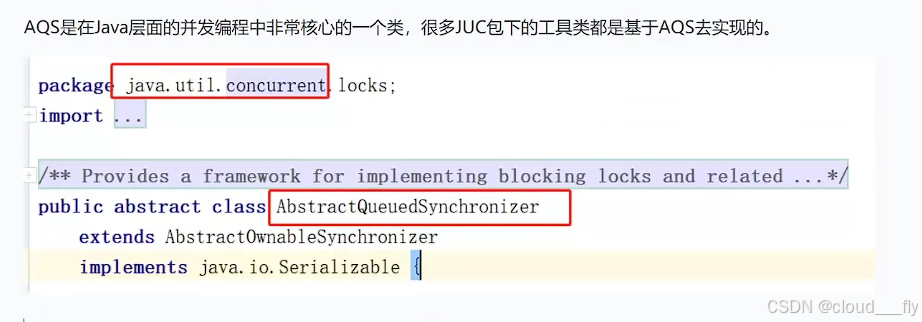 AQS是在Java层面的并发编程中非常核心的一个类，很多JUC包下的工具类都是基于AQS去实现的。
package java.util.concurrent.locks;
import ...
/** Provides a framework for implementing blocking locks and related ...*/
public abstract class AbstractQueuedSynchronizer
extends AbstractOwnableSynchronizer
implements java.io.Serializable {
CSDN @cloud___fly